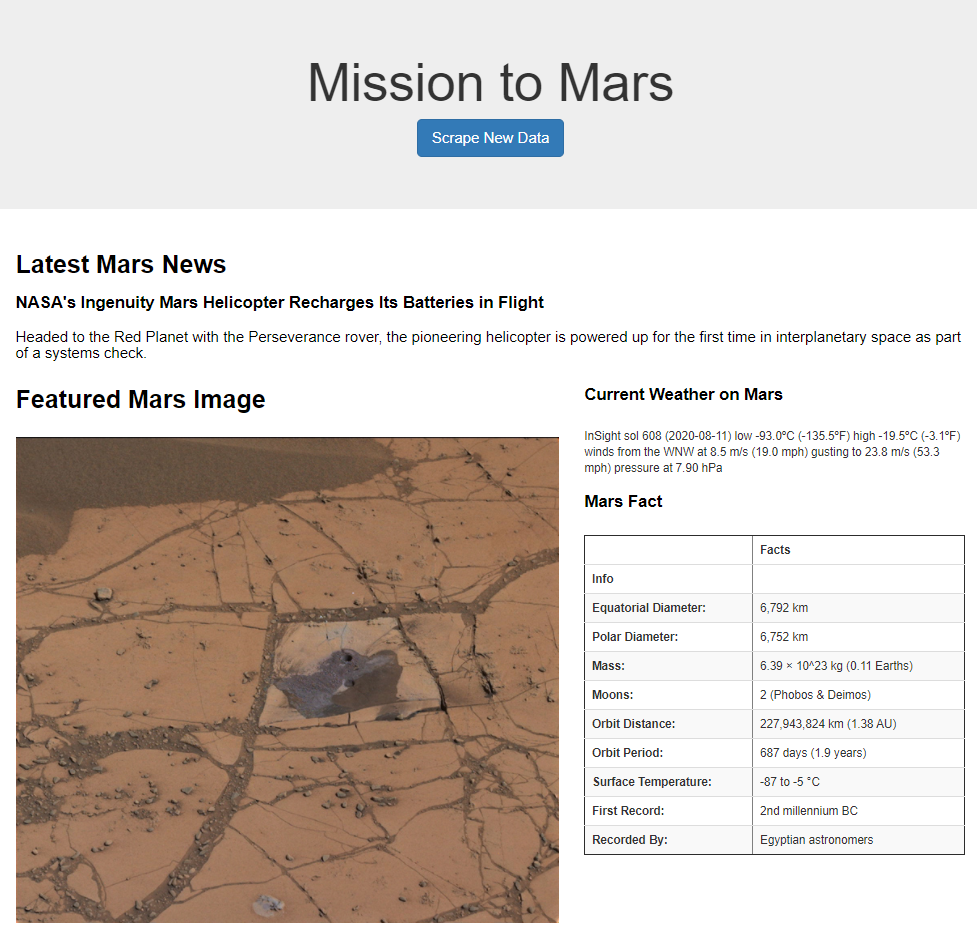 Mission to Mars
Scrape New Data
Latest Mars News
NASA's Ingenuity Mars Helicopter Recharges Its Batteries in Flight
Headed to the Red Planet with the Perseverance rover, the pioneering helicopter is powered up for the first time in interplanetary space as part
of a systems check.
Featured Mars Image
Current Weather on Mars
InSight sol 608 (2020-08-11) low -93.0ºC (-135.5ºF) high -19.5ºC (-3.1ºF)
winds from the WNW at 8.5 m/s (19.0 mph) gusting to 23.8 m/s (53.3
mph) pressure at 7.90 hPa
Mars Fact
Facts
Info
Equatorial Diameter: 6,792 km
Polar Diameter: 6,752 km
Mass: 6.39 × 10^23 kg (0.11 Earths)
Moons: 2 (Phobos & Deimos)
Orbit Distance: 227,943,824 km (1.38 AU)
Orbit Period: 687 days (1.9 years)
Surface Temperature: -87 to -5 °C
First Record: 2nd millennium BC
Recorded By: Egyptian astronomers